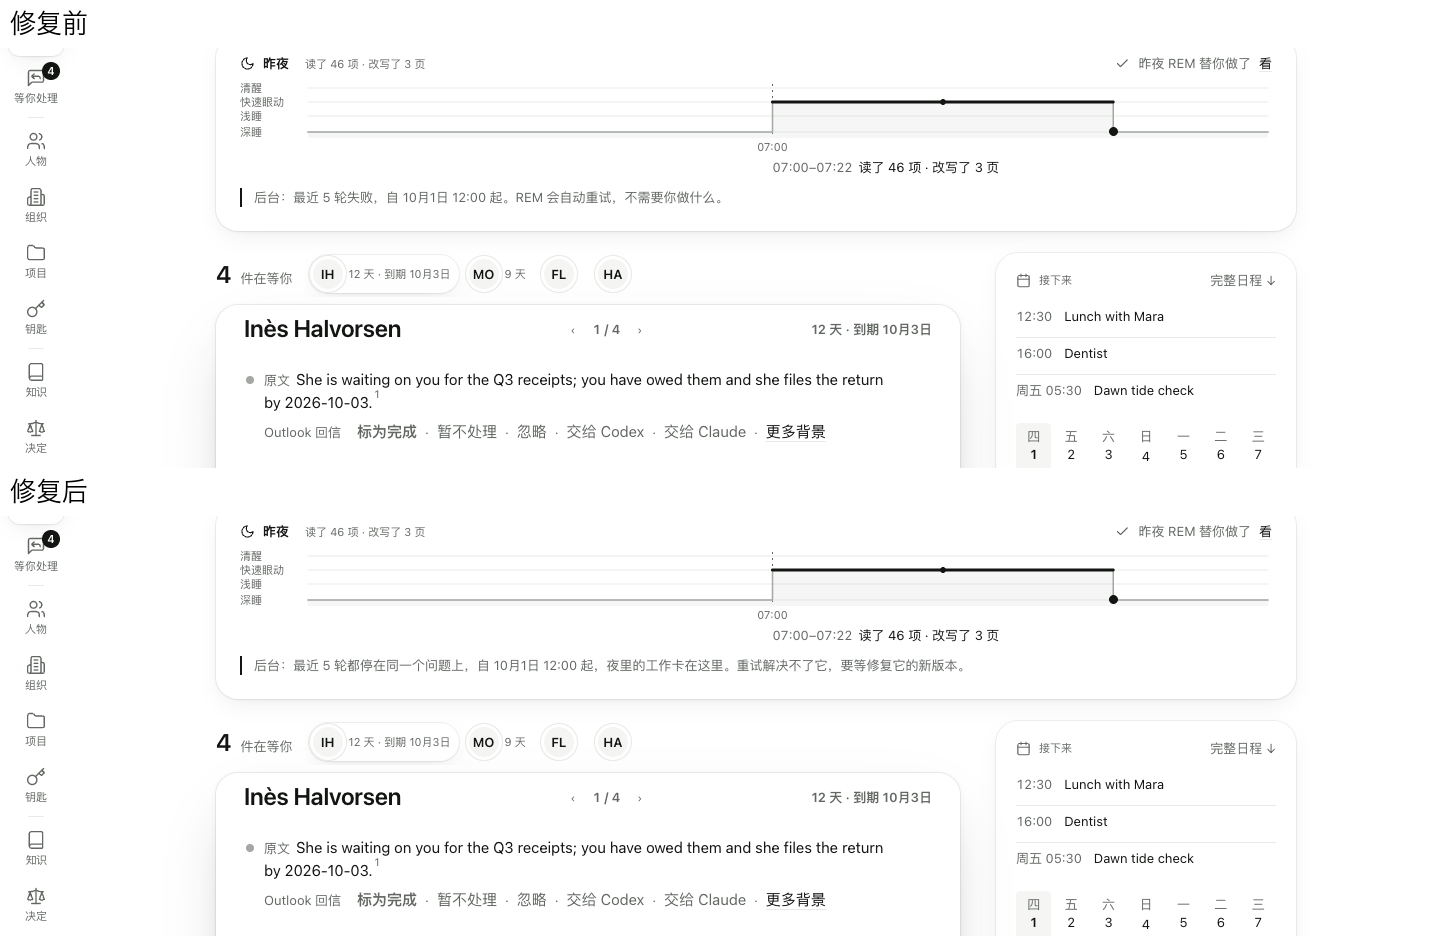 修复前
4
等你处理
人物
组织
项目
钥匙
知识
决定
昨夜 读了 46 项 · 改写了 3 页
昨夜 REM 替你做了 看
清醒
快速眼动
浅睡
深睡
07:00
07:00–07:22 读了 46 项 · 改写了 3 页
后台：最近 5 轮失败，自 10月1日 12:00 起。REM 会自动重试，不需要你做什么。
4 件在等你
IH 12 天 · 到期 10月3日
MO 9 天
FL
HA
Inès Halvorsen
‹ 1 / 4 ›
12 天 · 到期 10月3日
原文 She is waiting on you for the Q3 receipts; you have owed them and she files the return
by 2026-10-03. 1
Outlook 回信 标为完成 · 暂不处理 · 忽略 · 交给 Codex · 交给 Claude · 更多背景
接下来 完整日程 ↓
12:30 Lunch with Mara
16:00 Dentist
周五 05:30 Dawn tide check
四 五 六 日 一 二 三
1 2 3 4 5 6 7
修复后
4
等你处理
人物
组织
项目
钥匙
知识
决定
昨夜 读了 46 项 · 改写了 3 页
昨夜 REM 替你做了 看
清醒
快速眼动
浅睡
深睡
07:00
07:00–07:22 读了 46 项 · 改写了 3 页
后台：最近 5 轮都停在同一个问题上，自 10月1日 12:00 起，夜里的工作卡在这里。重试解决不了它，要等修复它的新版本。
4 件在等你
IH 12 天 · 到期 10月3日
MO 9 天
FL
HA
Inès Halvorsen
‹ 1 / 4 ›
12 天 · 到期 10月3日
原文 She is waiting on you for the Q3 receipts; you have owed them and she files the return
by 2026-10-03. 1
Outlook 回信 标为完成 · 暂不处理 · 忽略 · 交给 Codex · 交给 Claude · 更多背景
接下来 完整日程 ↓
12:30 Lunch with Mara
16:00 Dentist
周五 05:30 Dawn tide check
四 五 六 日 一 二 三
1 2 3 4 5 6 7